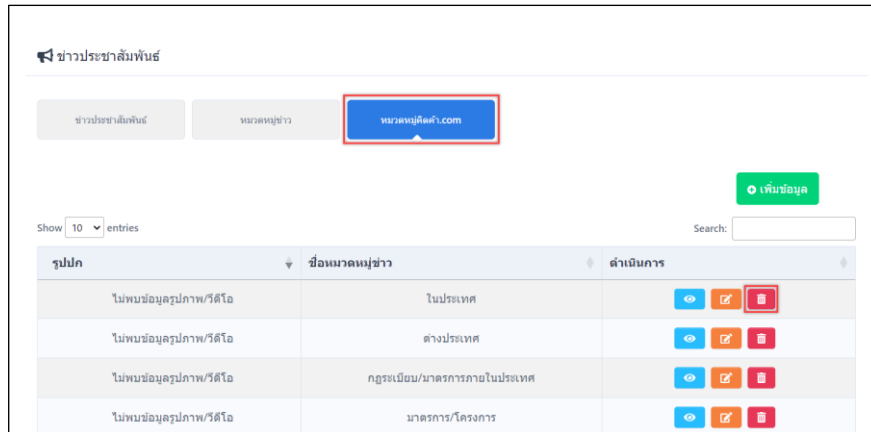 ข่าวประชาสัมพันธ์
ข่าวประชาสัมพันธ์ หมวดหมู่ข่าว หมวดหมู่คิดค้า.com
เพิ่มข้อมูล
Show 10 entries Search:
รูปปก ชื่อหมวดหมู่ข่าว ดำเนินการ
ไม่พบข้อมูลรูปภาพ/วีดีโอ ในประเทศ
ไม่พบข้อมูลรูปภาพ/วีดีโอ ต่างประเทศ
ไม่พบข้อมูลรูปภาพ/วีดีโอ กฎระเบียบ/มาตรการภายในประเทศ
ไม่พบข้อมูลรูปภาพ/วีดีโอ มาตรการ/โครงการ